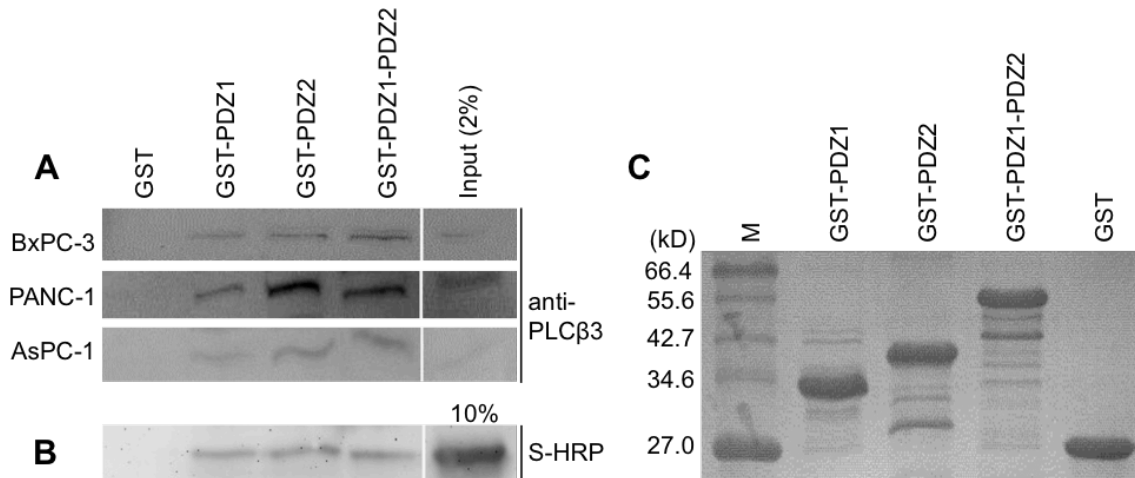 A
GST
GST-PDZ1
GST-PDZ2
GST-PDZ1-PDZ2
Input (2%)
BxPC-3
PANC-1
AsPC-1
anti-
PLCβ3
B
10%
S-HRP
C
(kD)
M
GST-PDZ1
GST-PDZ2
GST-PDZ1-PDZ2
GST
66.4
55.6
42.7
34.6
27.0